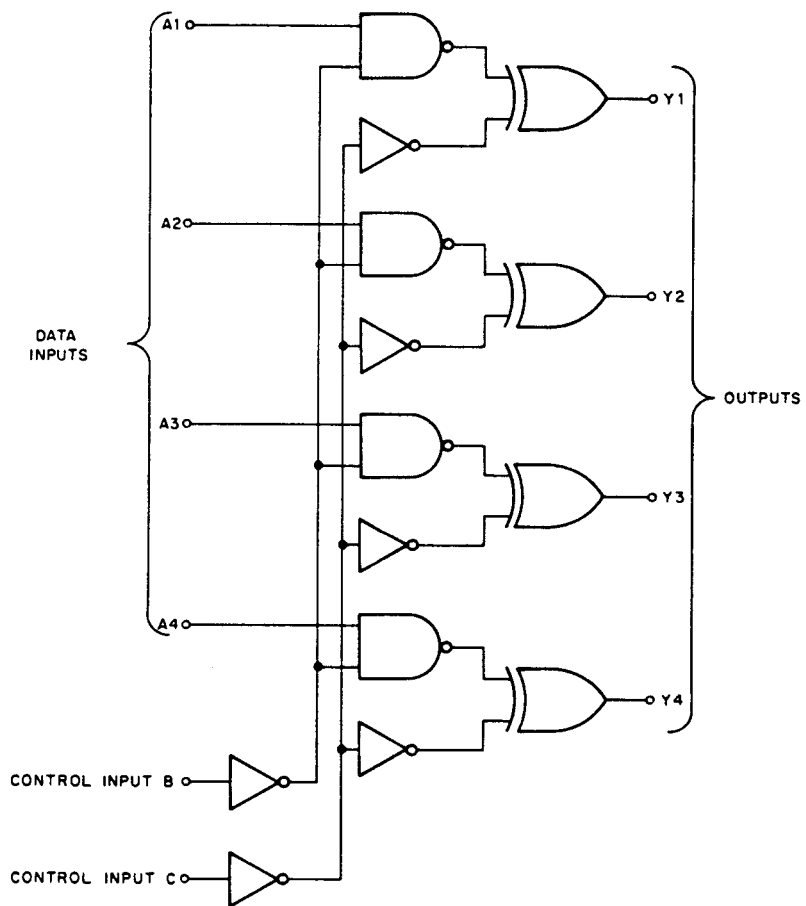 A1
Y1
A2
Y2
DATA
INPUTS
OUTPUTS
A3
Y3
A4
Y4
CONTROL INPUT B
CONTROL INPUT C